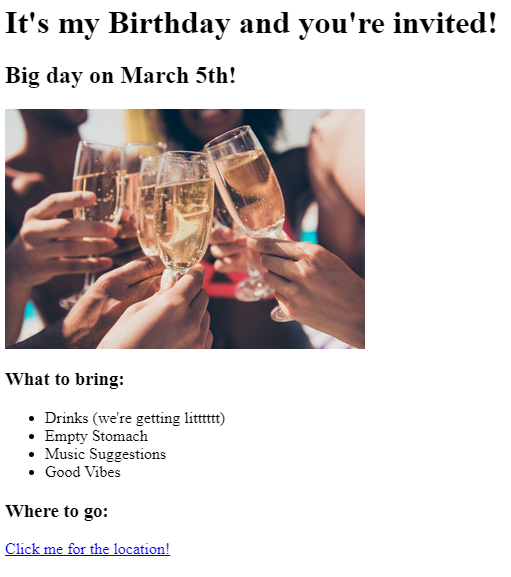 It's my Birthday and you're invited!
Big day on March 5th!
What to bring:
Drinks (we're getting littttttt)
Empty Stomach
Music Suggestions
Good Vibes
Where to go:
Click me for the location!